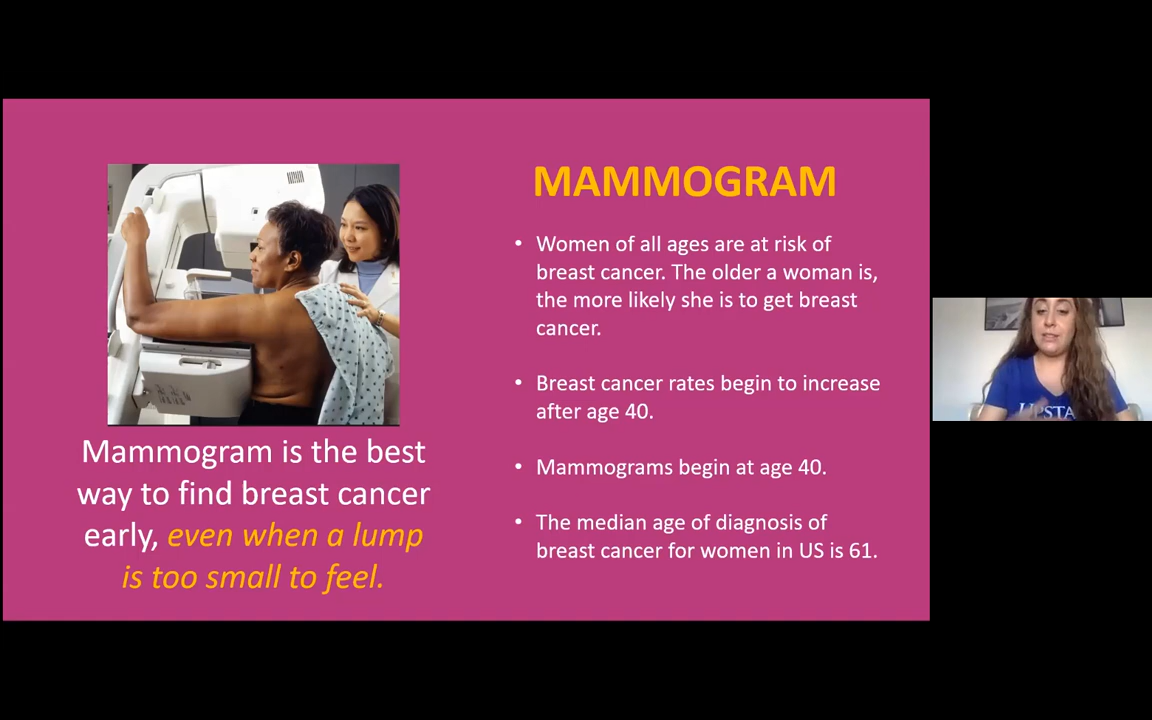 MAMMOGRAM
Mammogram is the best
way to find breast cancer
early, even when a lump
is too small to feel.
• Women of all ages are at risk of
breast cancer. The older a woman is,
the more likely she is to get breast
cancer.
• Breast cancer rates begin to increase
after age 40.
• Mammograms begin at age 40.
• The median age of diagnosis of
breast cancer for women in US is 61.
UPSTA